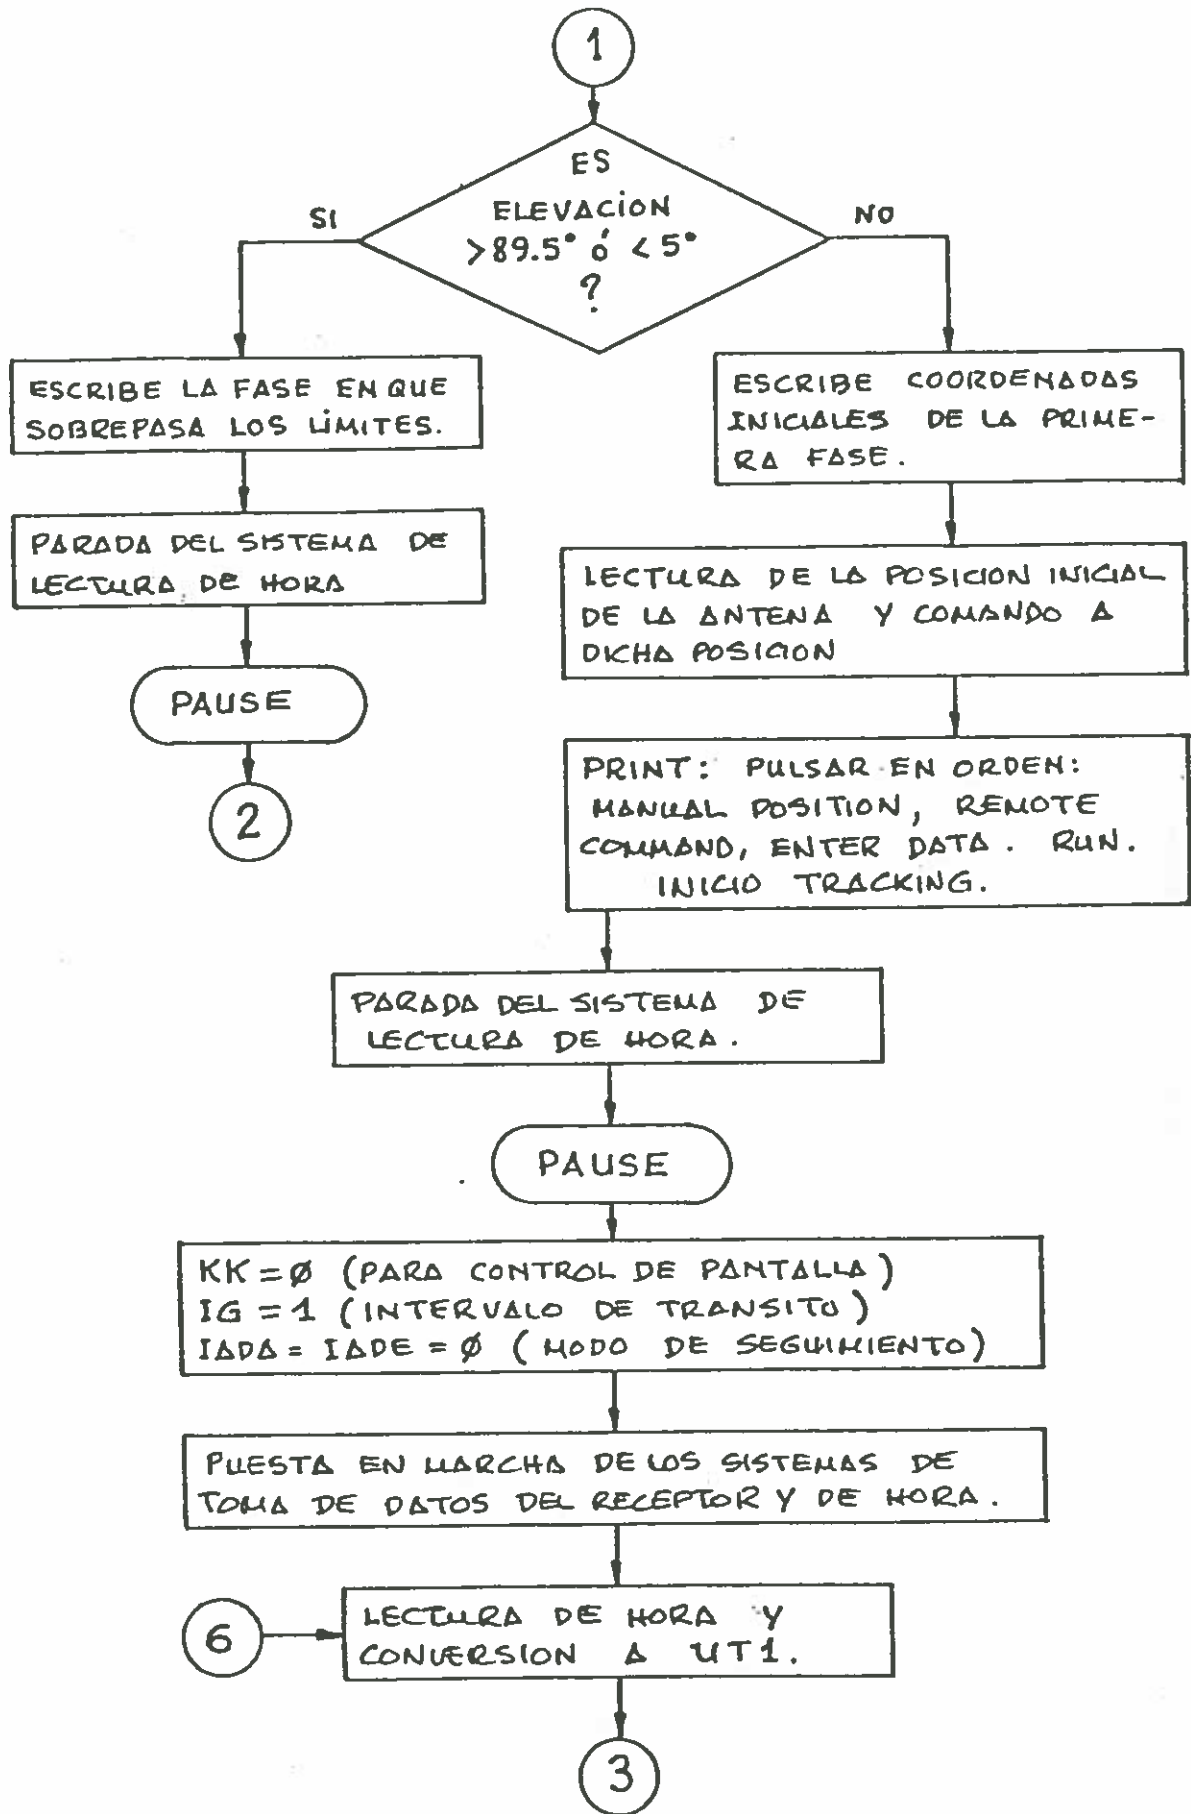 1
ES
ELEVACION
>89.5° ó < 5°
?
SI
NO
ESCRIBE LA FASE EN QUE
SOBREPASA LOS LÍMITES.
PARADA DEL SISTEMA DE
LECTURA DE HORA
PAUSE
2
ESCRIBE COORDENADAS
INICIALES DE LA PRIME-
RA FASE.
LECTURA DE LA POSICION INICIAL
DE LA ANTENA Y COMANDO A
DICHA POSICION
PRINT: PULSAR EN ORDEN:
MANUAL POSITION, REMOTE
COMMAND, ENTER DATA. RUN.
INICIO TRACKING.
PARADA DEL SISTEMA DE
LECTURA DE HORA.
PAUSE
KK = Ø (PARA CONTROL DE PANTALLA)
IG = 1 (INTERVALO DE TRANSITO)
IADA = IADE = Ø (MODO DE SEGUIMIENTO)
PUESTA EN MARCHA DE LOS SISTEMAS DE
TOMA DE DATOS DEL RECEPTOR Y DE HORA.
6
LECTURA DE HORA Y
CONVERSION A UT1.
3